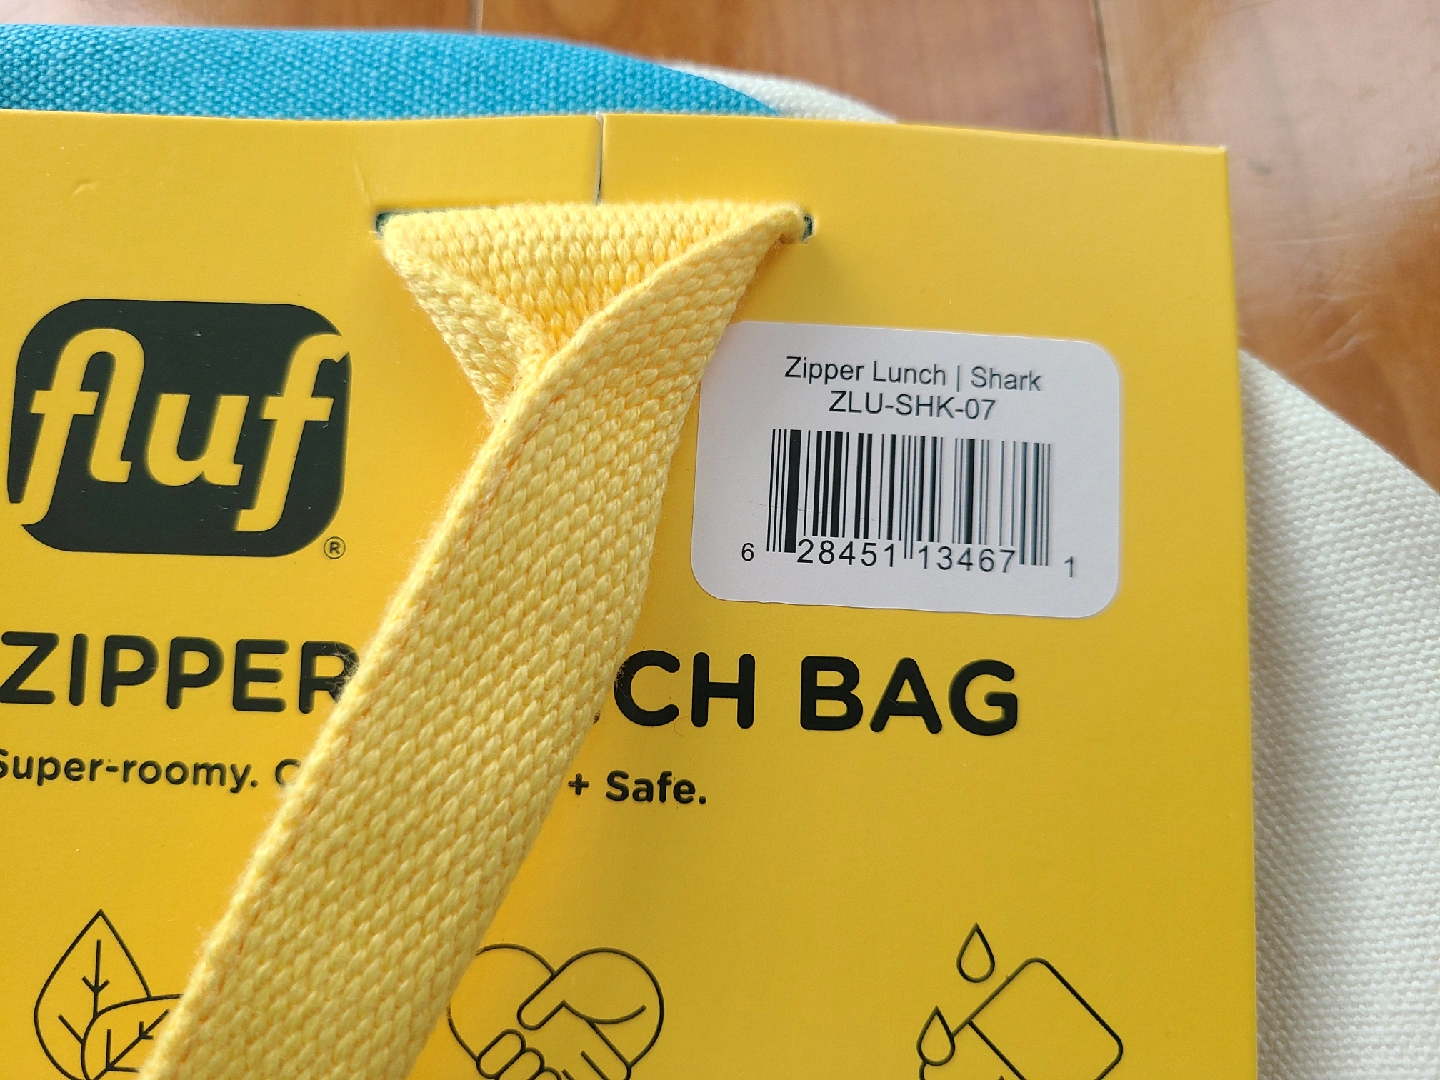 fluf®
Zipper Lunch | Shark
ZLU-SHK-07
6 28451 13467 1
ZIPPER CH BAG
Super-roomy. + Safe.